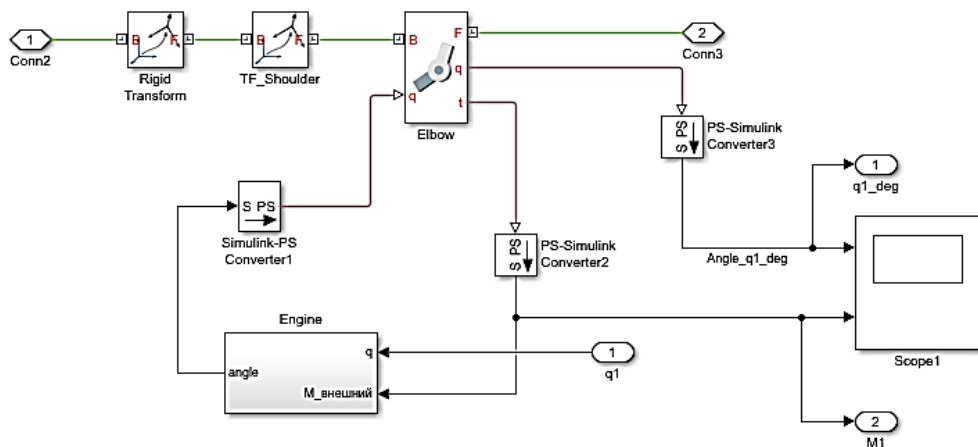 1
Conn2
B F
Rigid
Transform
B F
TF_Shoulder
B F
q q
t
Elbow
2
Conn3
S PS
PS-Simulink
Converter3
1
q1_deg
S PS
Simulink-PS
Converter1
S PS
PS-Simulink
Converter2
Angle_q1_deg
Engine
angle
q
М_внешний
1
q1
Scope1
2
M1